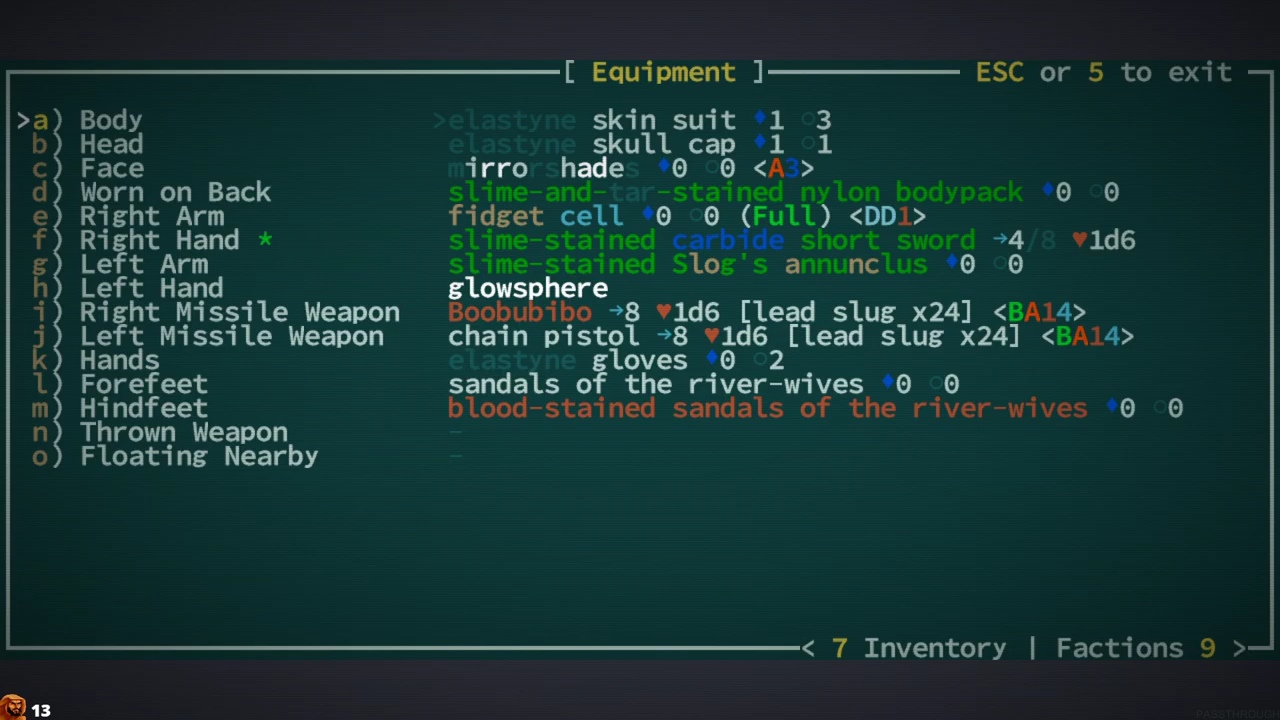 [ Equipment ] ESC or 5 to exit
>a) Body >elastyne skin suit ♦1 ○3
b) Head elastyne skull cap ♦1 ○1
c) Face mirrorshades ♦0 ○0 <A3>
d) Worn on Back slime-and-tar-stained nylon bodypack ♦0 ○0
e) Right Arm fidget cell ♦0 ○0 (Full) <DD1>
f) Right Hand * slime-stained carbide short sword →4/8 ♥1d6
g) Left Arm slime-stained Slog's annunclus ♦0 ○0
h) Left Hand glowsphere
i) Right Missile Weapon Boobubibo →8 ♥1d6 [lead slug x24] <BA14>
j) Left Missile Weapon chain pistol →8 ♥1d6 [lead slug x24] <BA14>
k) Hands elastyne gloves ♦0 ○2
l) Forefeet sandals of the river-wives ♦0 ○0
m) Hindfeet blood-stained sandals of the river-wives ♦0 ○0
n) Thrown Weapon -
o) Floating Nearby -
< 7 Inventory | Factions 9 >
13